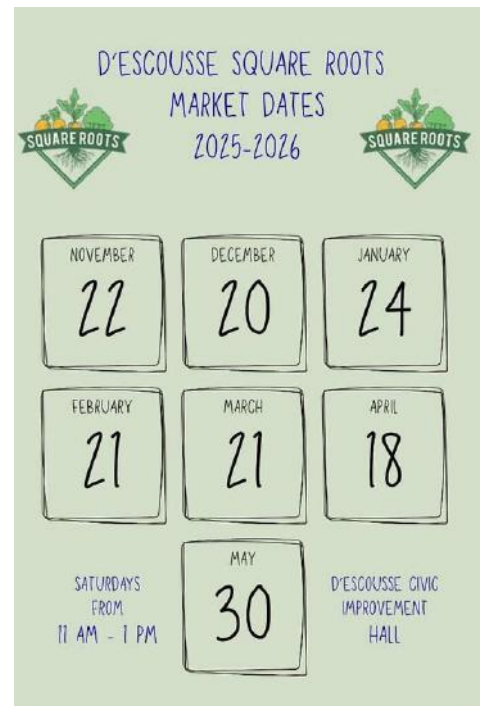 D'ESCOUSSE SQUARE ROOTS
MARKET DATES
2025-2026
SQUARE ROOTS
SQUARE ROOTS
NOVEMBER
22
DECEMBER
20
JANUARY
24
FEBRUARY
21
MARCH
21
APRIL
18
MAY
30
SATURDAYS
FROM
11 AM - 1 PM
D'ESCOUSSE CIVIC
IMPROVEMENT
HALL